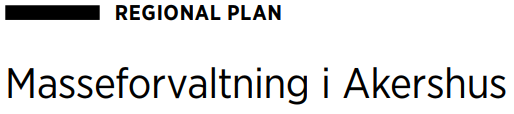 REGIONAL PLAN
Masseforvaltning i Akershus